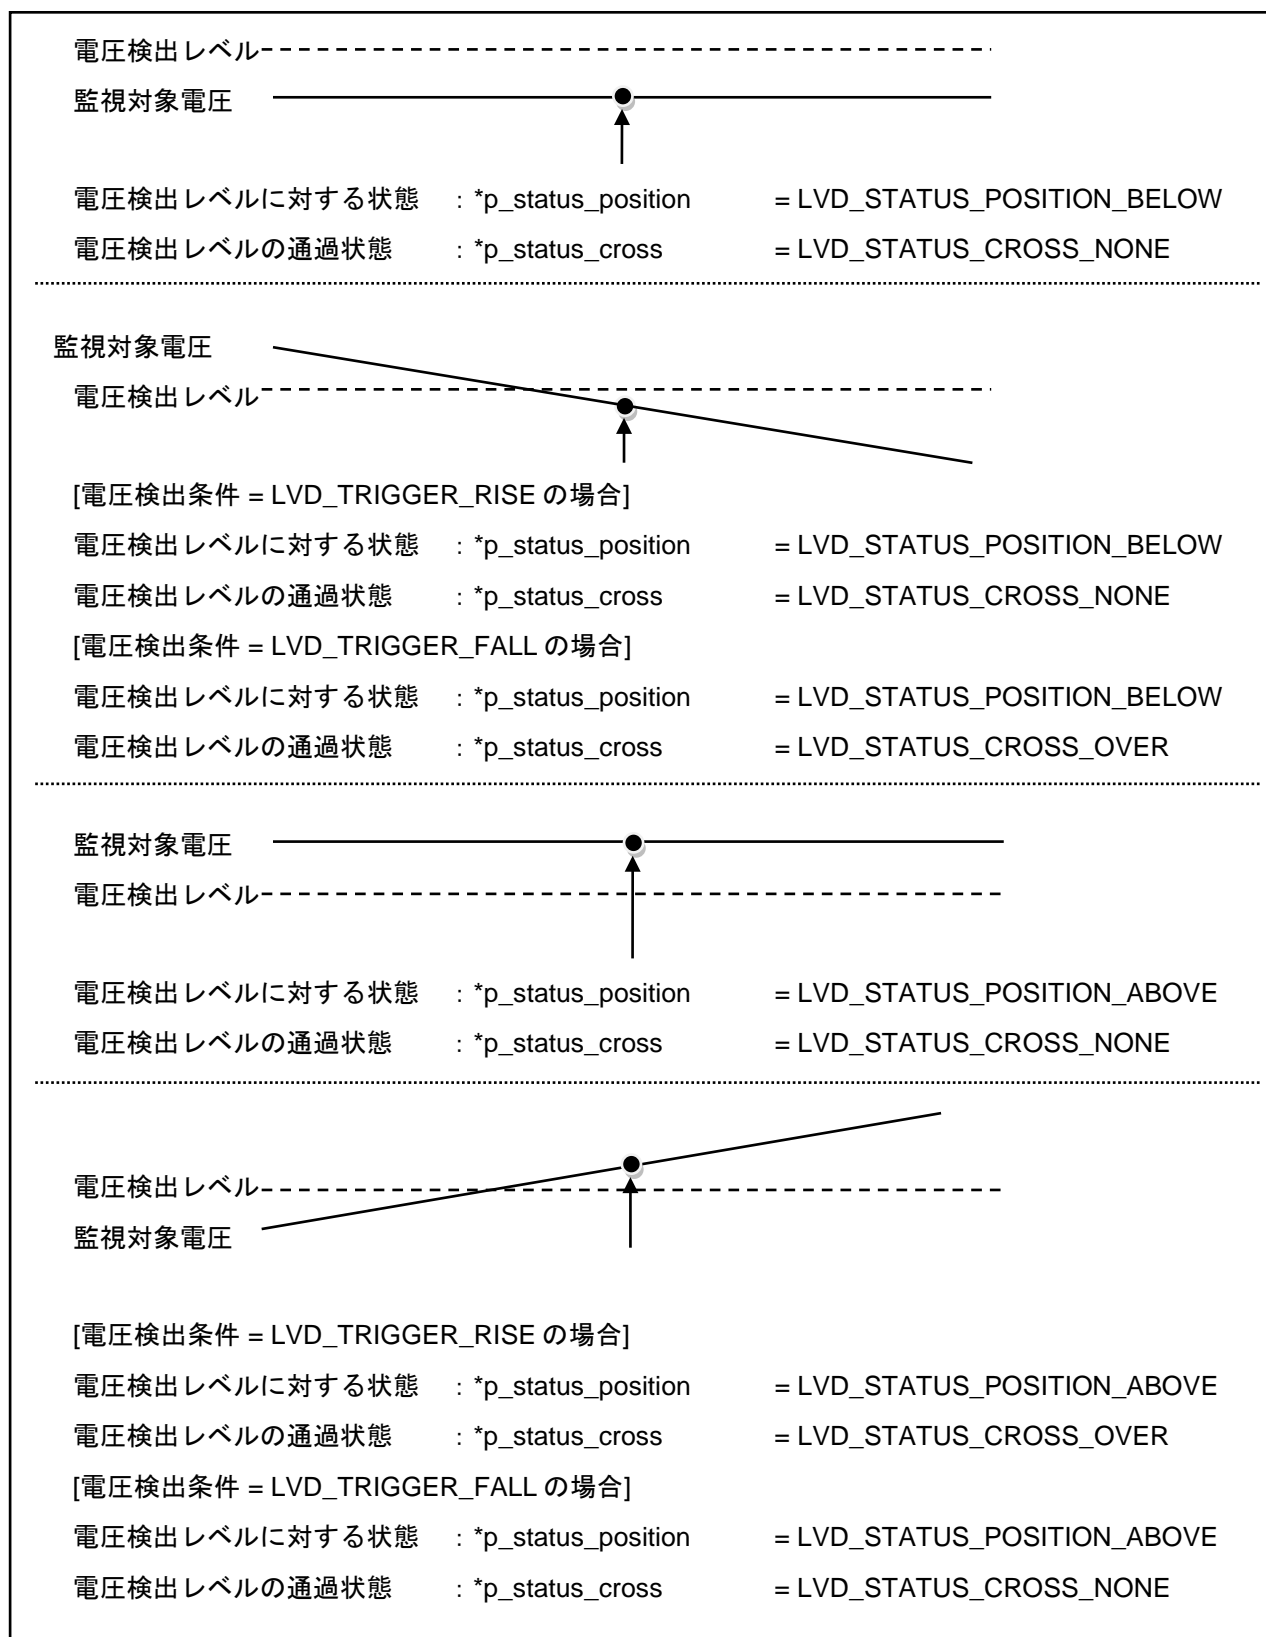 電圧検出レベル
監視対象電圧
電圧検出レベルに対する状態 : *p_status_position = LVD_STATUS_POSITION_BELOW
電圧検出レベルの通過状態 : *p_status_cross = LVD_STATUS_CROSS_NONE
監視対象電圧
電圧検出レベル
[電圧検出条件 = LVD_TRIGGER_RISE の場合]
電圧検出レベルに対する状態 : *p_status_position = LVD_STATUS_POSITION_BELOW
電圧検出レベルの通過状態 : *p_status_cross = LVD_STATUS_CROSS_NONE
[電圧検出条件 = LVD_TRIGGER_FALL の場合]
電圧検出レベルに対する状態 : *p_status_position = LVD_STATUS_POSITION_BELOW
電圧検出レベルの通過状態 : *p_status_cross = LVD_STATUS_CROSS_OVER
監視対象電圧
電圧検出レベル
電圧検出レベルに対する状態 : *p_status_position = LVD_STATUS_POSITION_ABOVE
電圧検出レベルの通過状態 : *p_status_cross = LVD_STATUS_CROSS_NONE
電圧検出レベル
監視対象電圧
[電圧検出条件 = LVD_TRIGGER_RISE の場合]
電圧検出レベルに対する状態 : *p_status_position = LVD_STATUS_POSITION_ABOVE
電圧検出レベルの通過状態 : *p_status_cross = LVD_STATUS_CROSS_OVER
[電圧検出条件 = LVD_TRIGGER_FALL の場合]
電圧検出レベルに対する状態 : *p_status_position = LVD_STATUS_POSITION_ABOVE
電圧検出レベルの通過状態 : *p_status_cross = LVD_STATUS_CROSS_NONE